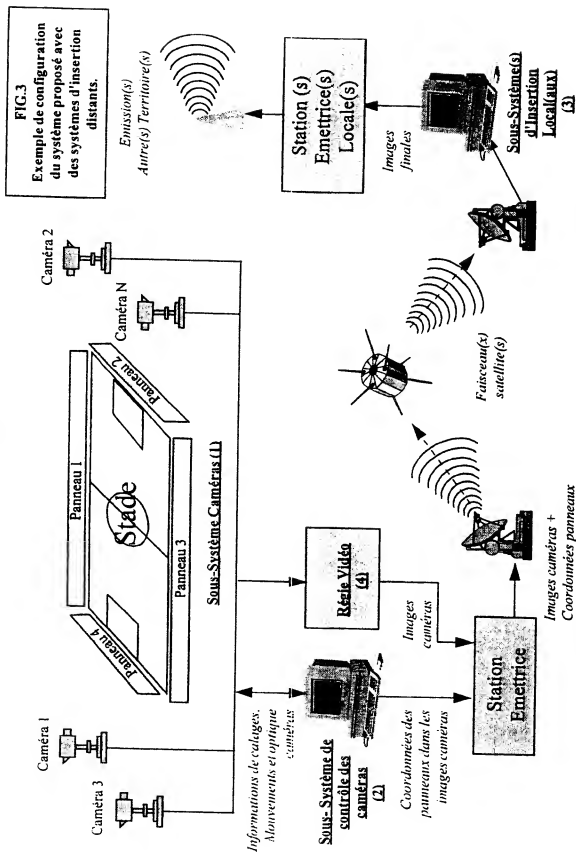 FIG.3
Exemple de configuration
du système proposé avec
des systèmes d'insertion
distants.
Caméra 1
Caméra 3
Caméra 2
Caméra N
Panneau 1
Panneau 2
Panneau 3
Panneau 4
Stade
Sous-Système Caméras (1)
Informations de calages,
Mouvements et optique
caméras
Sous- Système de
contrôle des
caméras
(2)
Régie Vidéo
(4)
Coordonnées des
panneaux dans les
images caméras
Images
caméras
Station
Emettrice
Images caméras +
Coordonnées panneaux
Faisceau(x)
satellite(s)
Sous-Système(s)
d'Insertion
Local(aux)
(3)
Images
finales
Station (s)
Emettrice(s)
Locale(s)
Emission(s)
Autre(s) Territoire(s)